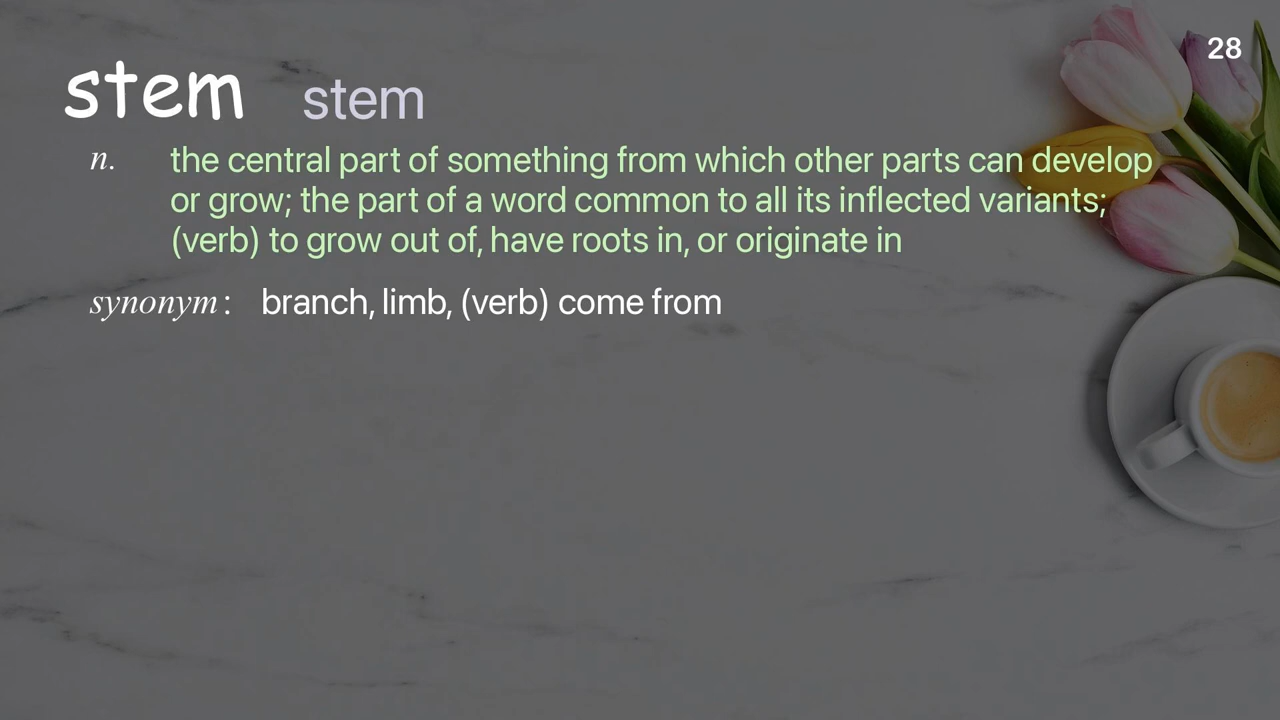 28
stem stem
n. the central part of something from which other parts can develop
or grow; the part of a word common to all its inflected variants;
(verb) to grow out of, have roots in, or originate in
synonym: branch, limb, (verb) come from